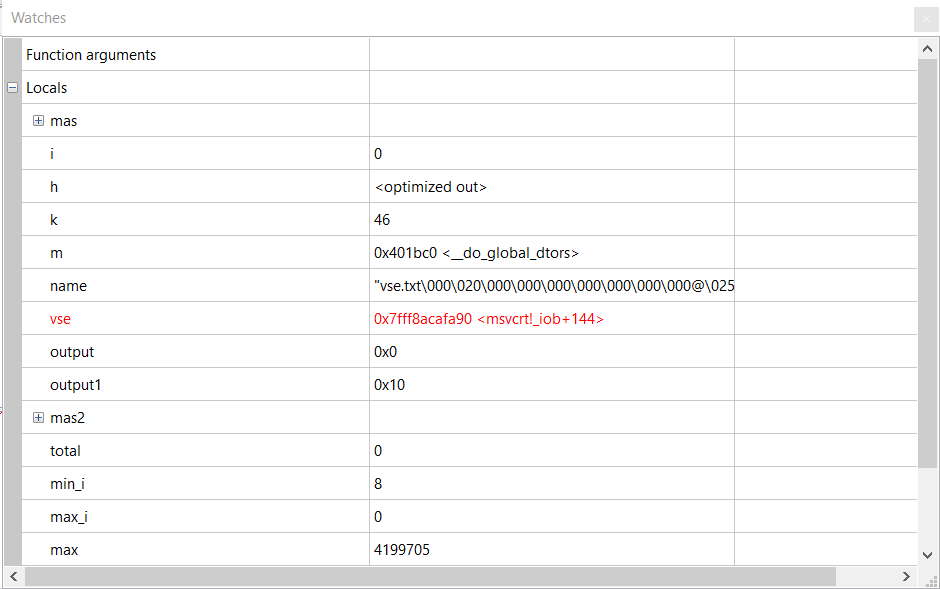 Watches
Function arguments
Locals
mas
i 0
h <optimized out>
k 46
m 0x401bc0 <__do_global_dtors>
name "vse.txt\000\020\000\000\000\000\000\000\000@\025
vse 0x7fff8acafa90 <msvcrt!_iob+144>
output 0x0
output1 0x10
mas2
total 0
min_i 8
max_i 0
max 4199705